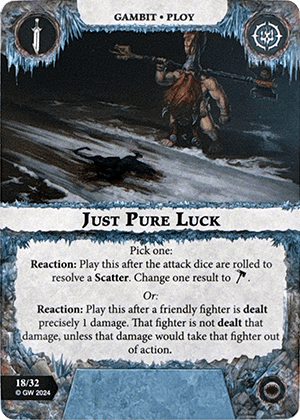 GAMBIT • PLOY
JUST PURE LUCK
Pick one:
Reaction: Play this after the attack dice are rolled to
resolve a Scatter. Change one result to .
Or:
Reaction: Play this after a friendly fighter is dealt
precisely 1 damage. That fighter is not dealt that
damage, unless that damage would take that fighter out
of action.
18/32
© GW 2024